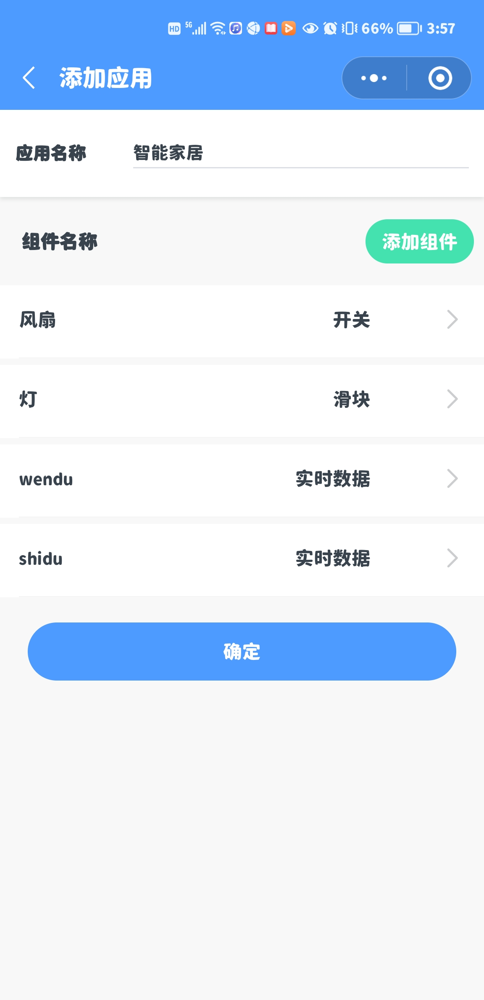 HD 5G 66% 3:57
添加应用
应用名称 智能家居
组件名称 添加组件
风扇 开关
灯 滑块
wendu 实时数据
shidu 实时数据
确定